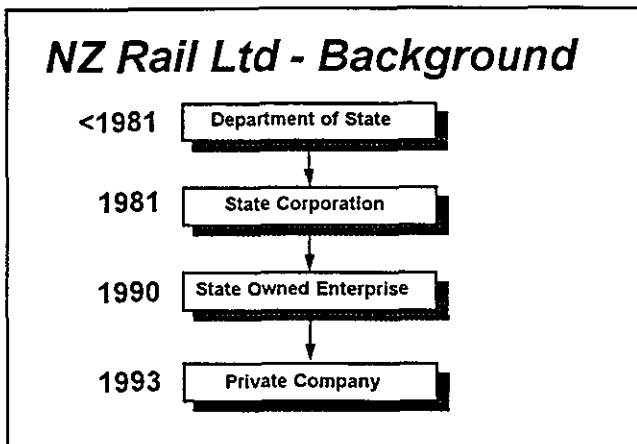 NZ Rail Ltd - Background
<1981 Department of State
1981 State Corporation
1990 State Owned Enterprise
1993 Private Company